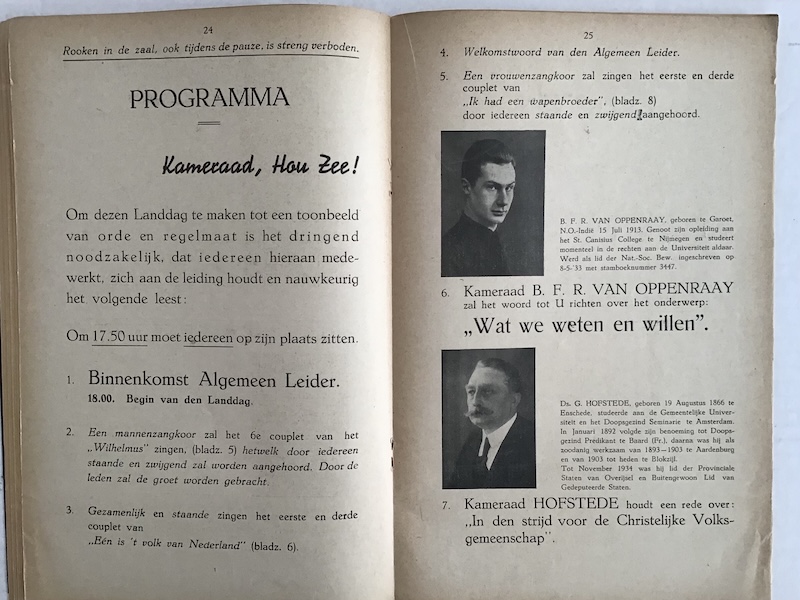 24
Rooken in de zaal, ook tijdens de pauze, is streng verboden.
PROGRAMMA
Kameraad, Hou Zee!
Om dezen Landdag te maken tot een toonbeeld
van orde en regelmaat is het dringend
noodzakelijk, dat iedereen hieraan mede-
werkt, zich aan de leiding houdt en nauwkeurig
het volgende leest:
Om 17.50 uur moet iedereen op zijn plaats zitten.
1. Binnenkomst Algemeen Leider.
18.00. Begin van den Landdag.
2. Een mannenzangkoor zal het 6e couplet van het
„Wilhelmus" zingen, (bladz. 5) hetwelk door iedereen
staande en zwijgend zal worden aangehoord. Door de
leden zal de groet worden gebracht.
3. Gezamenlijk en staande zingen het eerste en derde
couplet van
„Eén is 't volk van Nederland" (bladz. 6).
25
4. Welkomstwoord van den Algemeen Leider.
5. Een vrouwenzangkoor zal zingen het eerste en derde
couplet van
„Ik had een wapenbroeder", (bladz. 8)
door iedereen staande en zwijgend aangehoord.
B. F. R. VAN OPPENRAAY, geboren te Garoet,
N.O.-Indië 15 Juli 1913. Genoot zijn opleiding aan
het St. Canisius College te Nijmegen en studeert
momenteel in de rechten aan de Universiteit aldaar.
Werd als lid der Nat.-Soc. Bew. ingeschreven op
8-5-'33 met stamboeknummer 3447.
6. Kameraad B. F. R. VAN OPPENRAAY
zal het woord tot U richten over het onderwerp:
„Wat we weten en willen".
Ds. G. HOFSTEDE, geboren 19 Augustus 1866 te
Enschede, studeerde aan de Gemeentelijke Univer-
siteit en het Doopsgezind Seminarie te Amsterdam.
In Januari 1892 volgde zijn benoeming tot Doops-
gezind Predikant te Baard (Fr.), daarna was hij als
zoodanig werkzaam van 1893—1903 te Aardenburg
en van 1903 tot heden te Blokzijl.
Tot November 1934 was hij lid der Provinciale
Staten van Overijsel en Buitengewoon Lid van
Gedeputeerde Staten.
7. Kameraad HOFSTEDE houdt een rede over:
„In den strijd voor de Christelijke Volks-
gemeenschap".